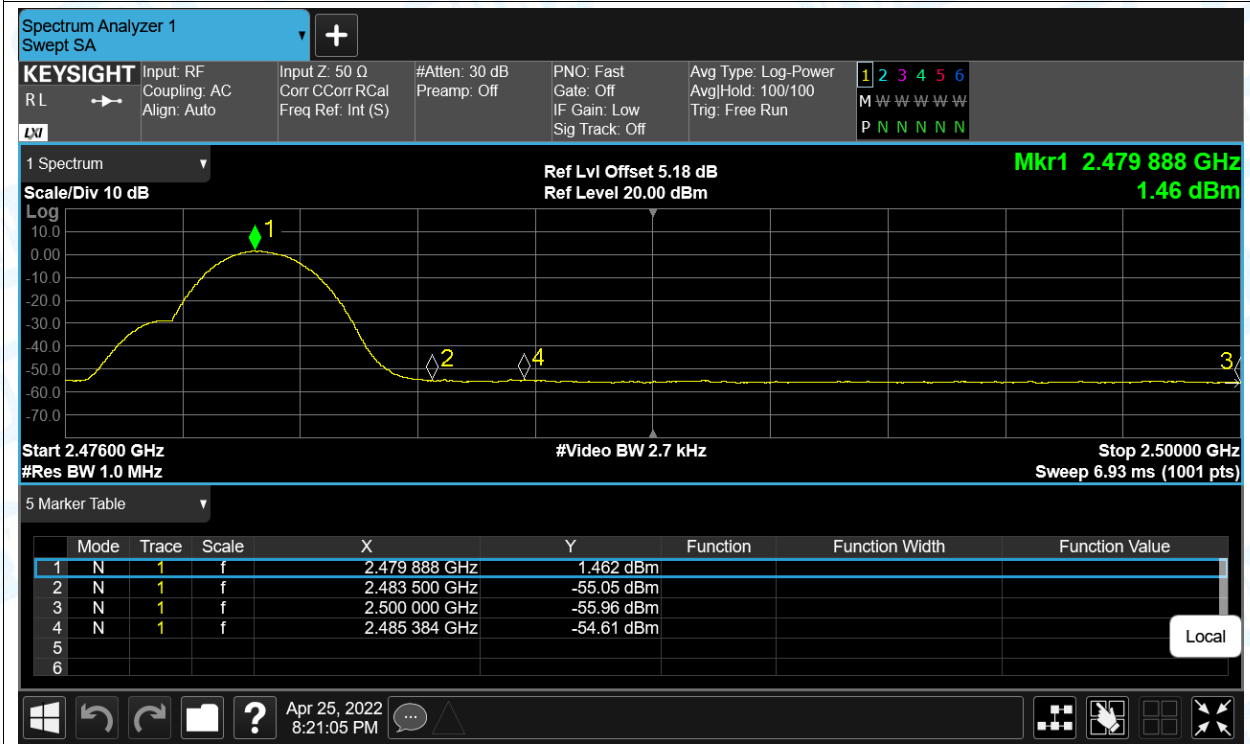 Spectrum Analyzer 1
Swept SA
+
KEYSIGHT
R L
LXI
Input: RF
Coupling: AC
Align: Auto
Input Z: 50 Ω
Corr CCorr RCal
Freq Ref: Int (S)
#Atten: 30 dB
Preamp: Off
PNO: Fast
Gate: Off
IF Gain: Low
Sig Track: Off
Avg Type: Log-Power
Avg|Hold: 100/100
Trig: Free Run
1 2 3 4 5 6
M W W W W W
P N N N N N
1 Spectrum
Scale/Div 10 dB
Ref Lvl Offset 5.18 dB
Ref Level 20.00 dBm
Mkr1 2.479 888 GHz
1.46 dBm
Log
10.0
0.00
-10.0
-20.0
-30.0
-40.0
-50.0
-60.0
-70.0
1
2
4
3
Start 2.47600 GHz
#Res BW 1.0 MHz
#Video BW 2.7 kHz
Stop 2.50000 GHz
Sweep 6.93 ms (1001 pts)
5 Marker Table
Mode Trace Scale X Y Function Function Width Function Value
1 N 1 f 2.479 888 GHz 1.462 dBm
2 N 1 f 2.483 500 GHz -55.05 dBm
3 N 1 f 2.500 000 GHz -55.96 dBm
4 N 1 f 2.485 384 GHz -54.61 dBm
5
6
Local
?
Apr 25, 2022
8:21:05 PM